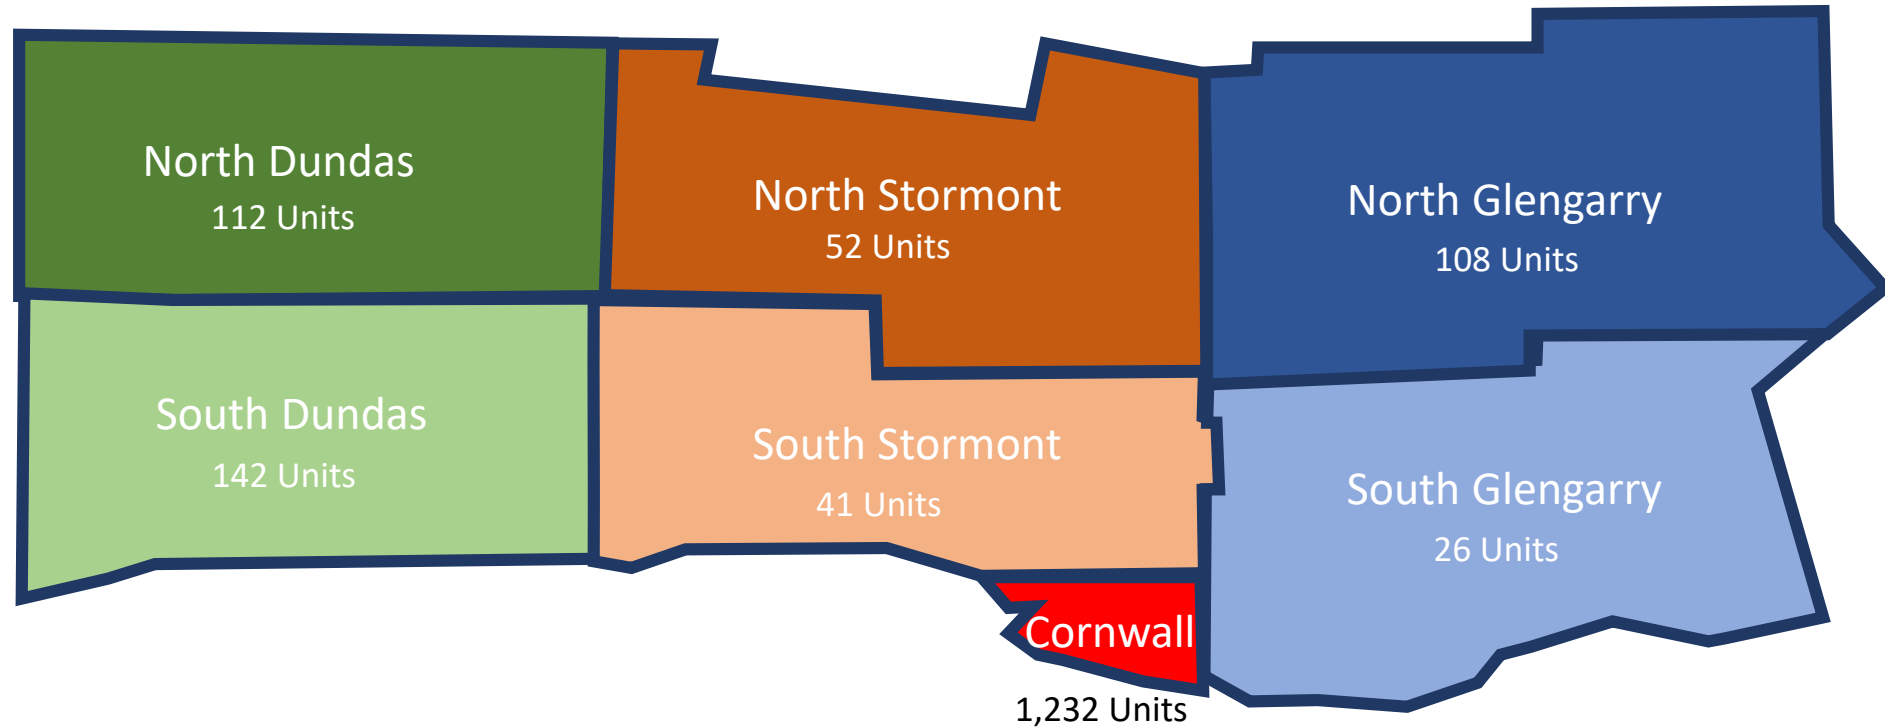 North Dundas
112 Units
North Stormont
52 Units
North Glengarry
108 Units
South Dundas
142 Units
South Stormont
41 Units
South Glengarry
26 Units
Cornwall
1,232 Units